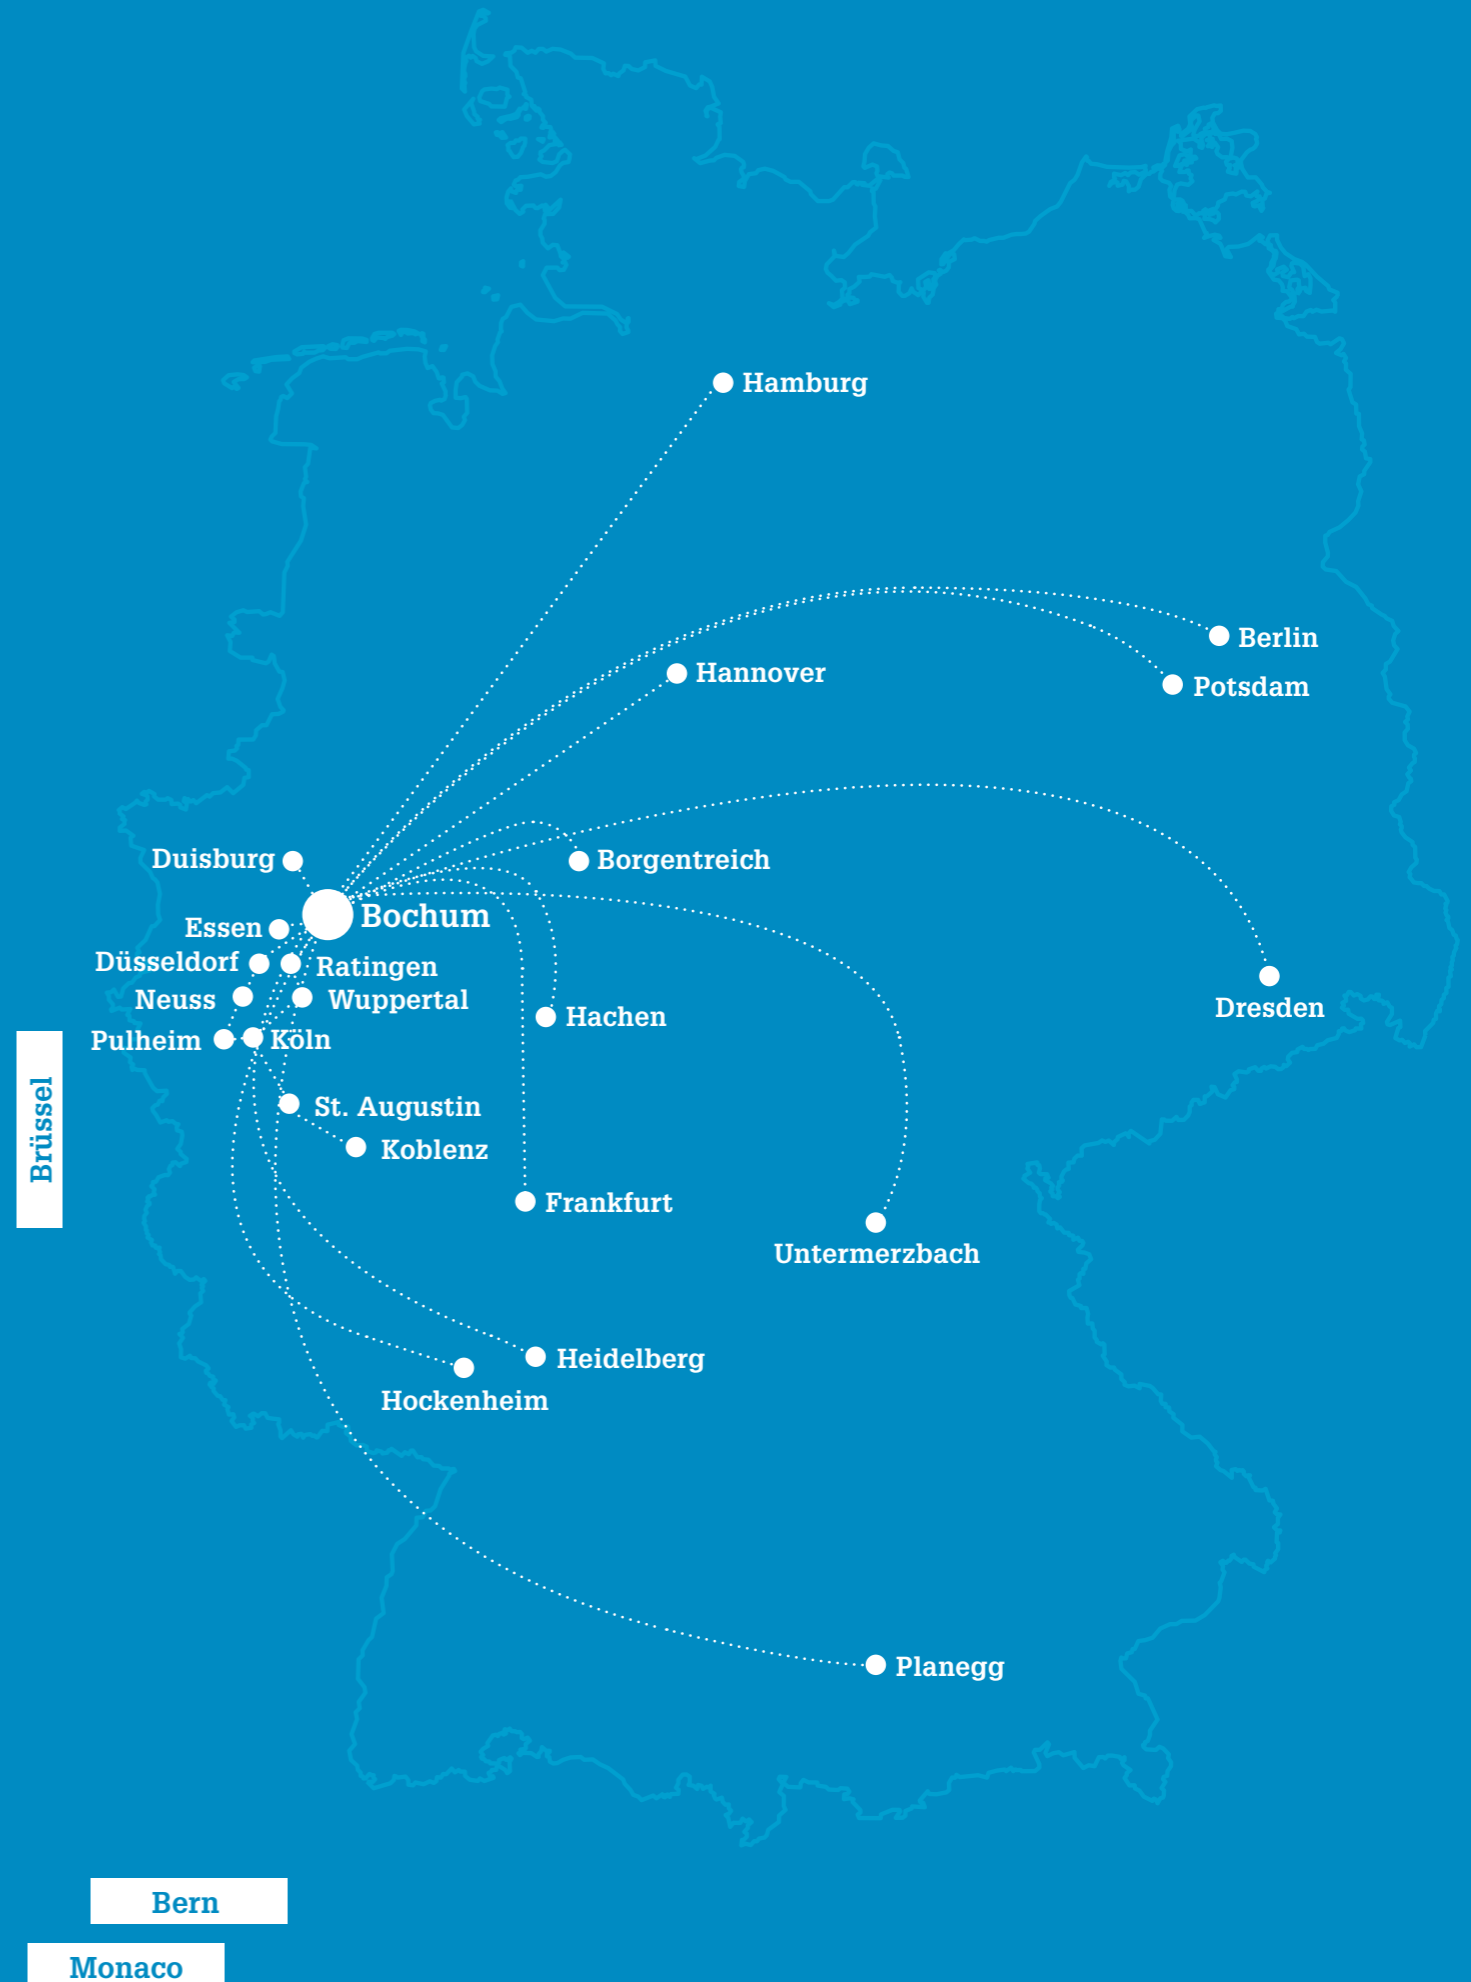 Hamburg
Berlin
Hannover
Potsdam
Duisburg
Borgentreich
Bochum
Essen
Düsseldorf
Ratingen
Neuss
Wuppertal
Dresden
Hachen
Pulheim
Köln
Brüssel
St. Augustin
Koblenz
Frankfurt
Untermerzbach
Heidelberg
Hockenheim
Planegg
Bern
Monaco